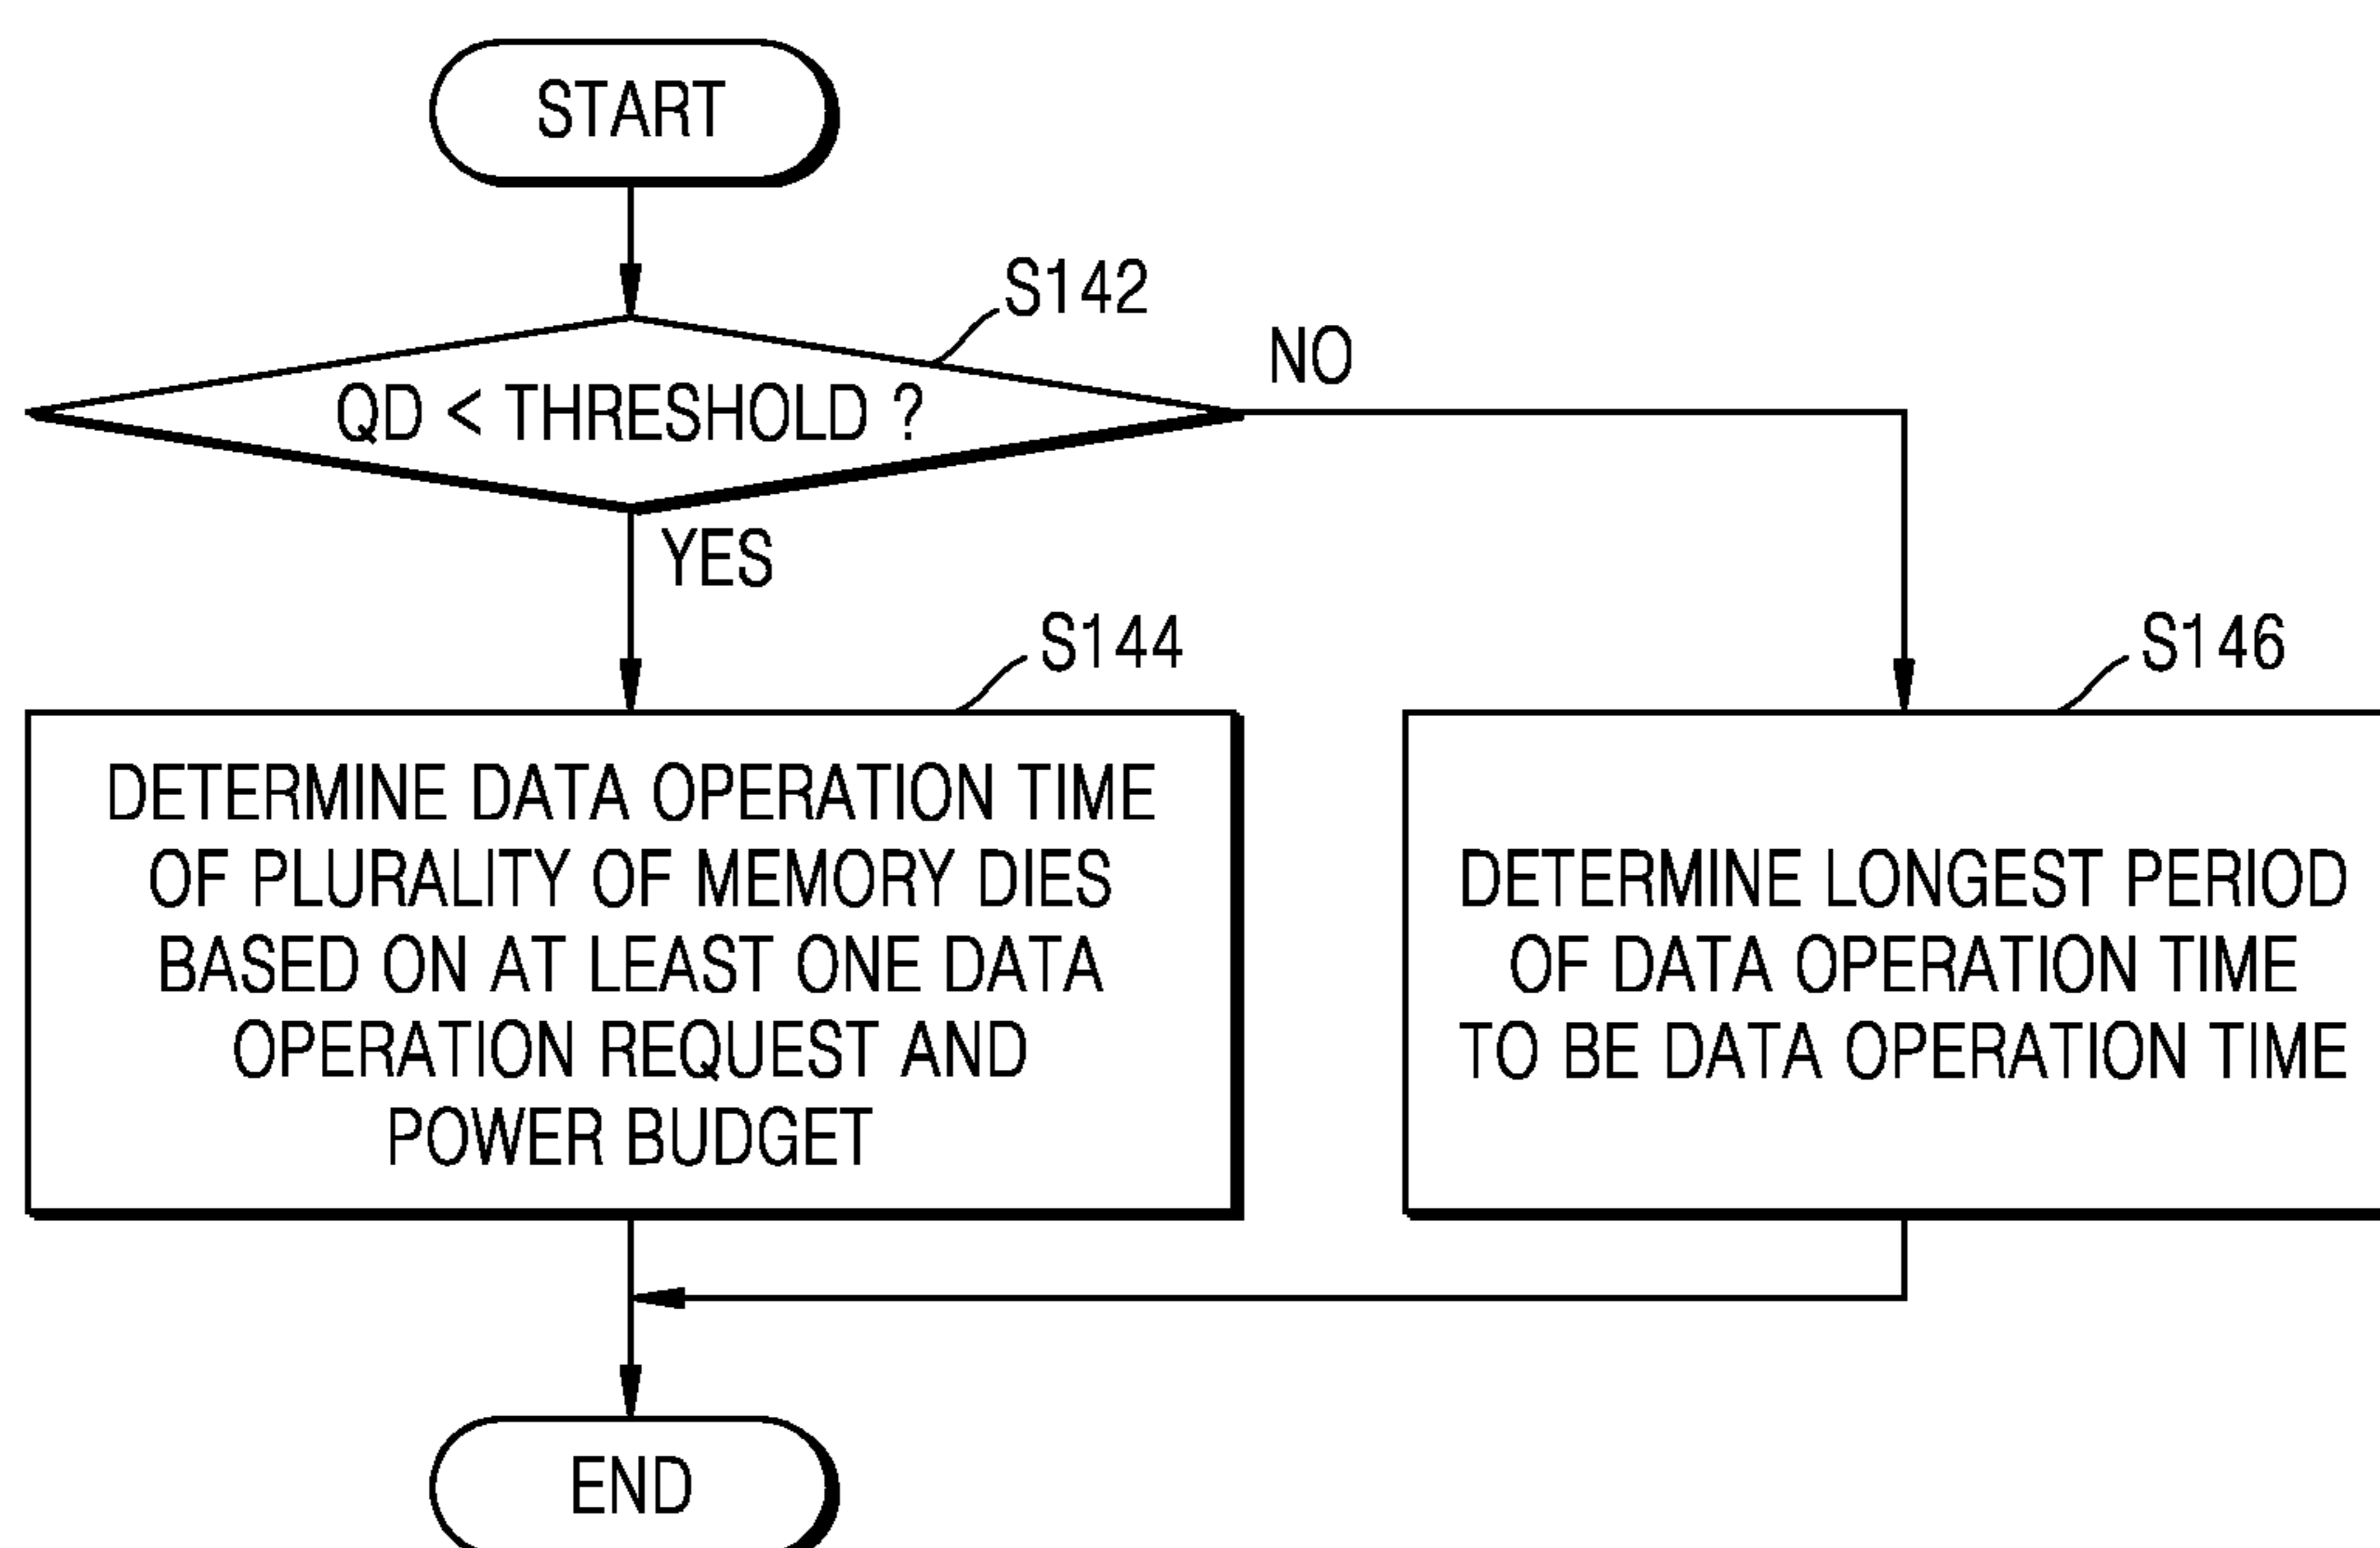 START
S142
QD < THRESHOLD ?
NO
YES
S144
DETERMINE DATA OPERATION TIME
OF PLURALITY OF MEMORY DIES
BASED ON AT LEAST ONE DATA
OPERATION REQUEST AND
POWER BUDGET
S146
DETERMINE LONGEST PERIOD
OF DATA OPERATION TIME
TO BE DATA OPERATION TIME
END